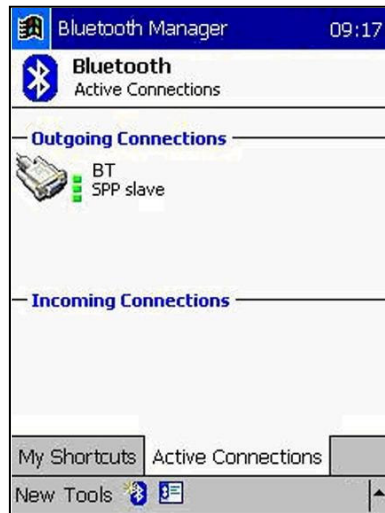 Bluetooth Manager 09:17
Bluetooth
Active Connections
Outgoing Connections
BT
SPP slave
Incoming Connections
My Shortcuts Active Connections
New Tools